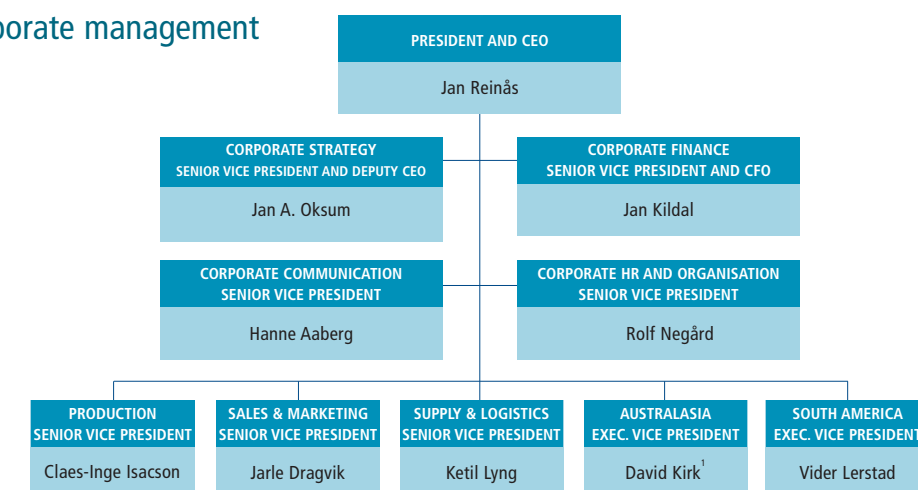 porate management
PRESIDENT AND CEO
Jan Reinås
CORPORATE STRATEGY
SENIOR VICE PRESIDENT AND DEPUTY CEO
Jan A. Oksum
CORPORATE FINANCE
SENIOR VICE PRESIDENT AND CFO
Jan Kildal
CORPORATE COMMUNICATION
SENIOR VICE PRESIDENT
Hanne Aaberg
CORPORATE HR AND ORGANISATION
SENIOR VICE PRESIDENT
Rolf Negård
PRODUCTION
SENIOR VICE PRESIDENT
Claes-Inge Isacson
SALES & MARKETING
SENIOR VICE PRESIDENT
Jarle Dragvik
SUPPLY & LOGISTICS
SENIOR VICE PRESIDENT
Ketil Lyng
AUSTRALASIA
EXEC. VICE PRESIDENT
David Kirk¹
SOUTH AMERICA
EXEC. VICE PRESIDENT
Vider Lerstad